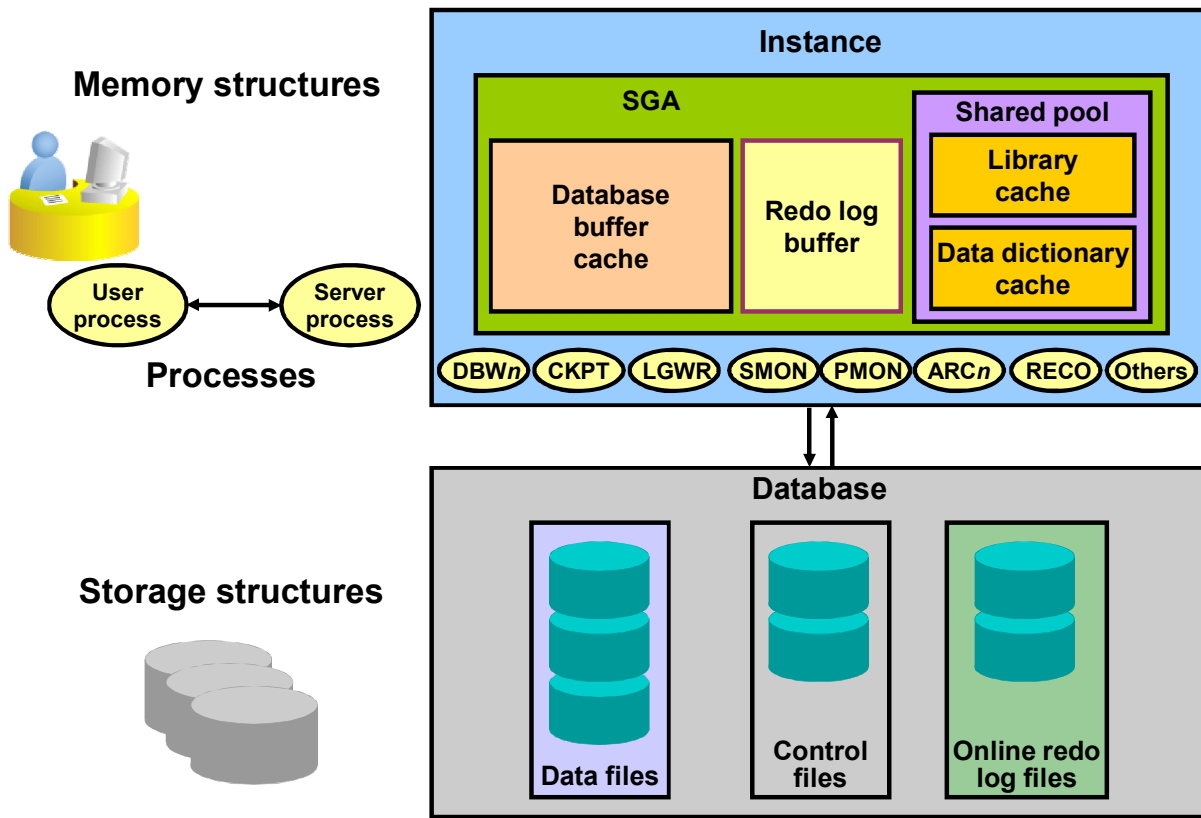 Instance
Memory structures
SGA
Shared pool
Library
cache
Database
buffer
cache
Redo log
buffer
Data dictionary
cache
User
process
Server
process
Processes
DBWn
CKPT
LGWR
SMON
PMON
ARCn
RECO
Others
Database
Storage structures
Data files
Control
files
Online redo
log files